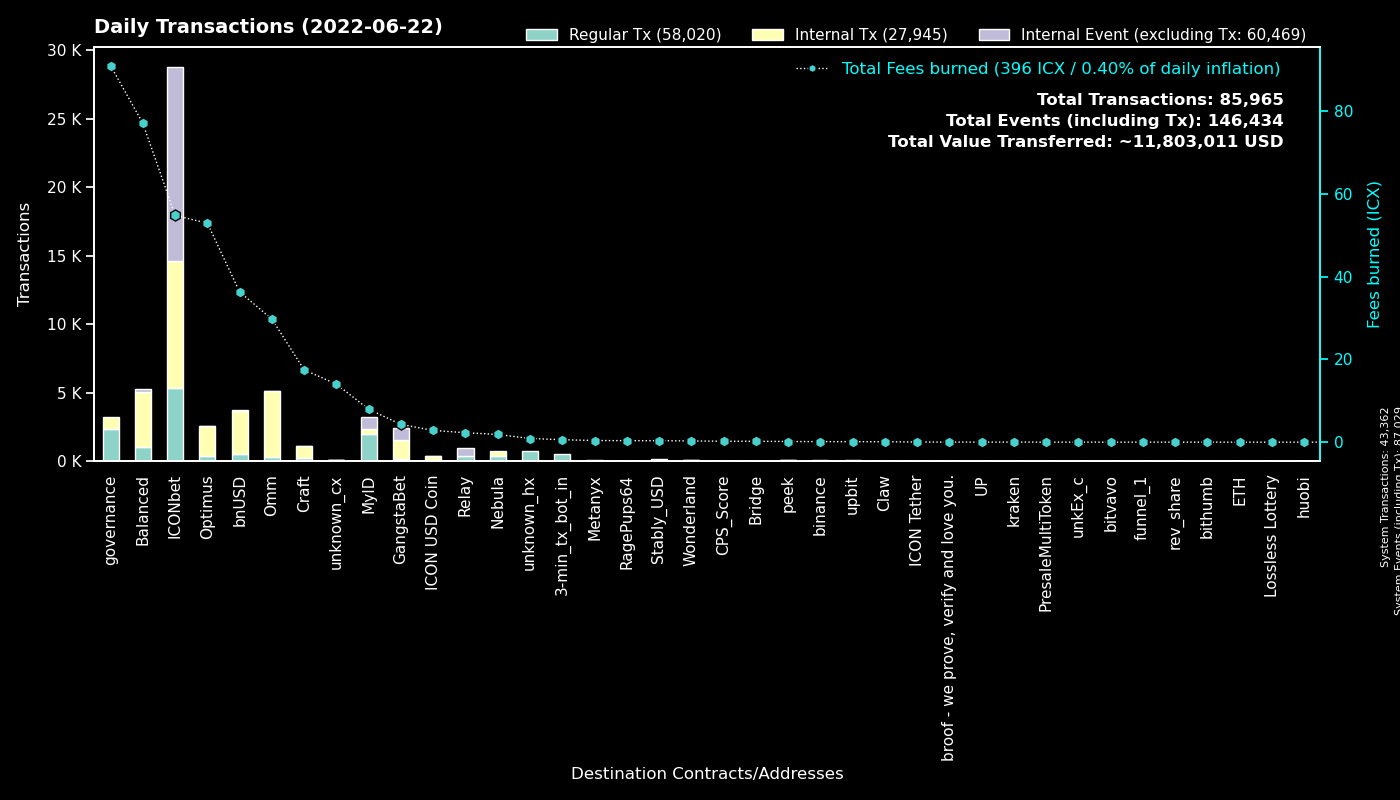 Daily Transactions (2022-06-22)
Regular Tx (58,020)
Internal Tx (27,945)
Internal Event (excluding Tx: 60,469)
Total Fees burned (396 ICX / 0.40% of daily inflation)
Total Transactions: 85,965
Total Events (including Tx): 146,434
Total Value Transferred: ~11,803,011 USD
Transactions
30 K
25 K
20 K
15 K
10 K
5 K
0 K
80
60
40
20
0
Fees burned (ICX)
governance
Balanced
ICONbet
Optimus
bnUSD
Omm
Craft
unknown_cx
MyID
GangstaBet
ICON USD Coin
Relay
Nebula
unknown_hx
3-min_tx_bot_in
Metanyx
RagePups64
Stably_USD
Wonderland
CPS_Score
Bridge
peek
binance
upbit
Claw
ICON Tether
broof - we prove, verify and love you.
UP
kraken
PresaleMultiToken
unkEx_c
bitvavo
funnel_1
rev_share
bithumb
ETH
Lossless Lottery
huobi
Destination Contracts/Addresses
System Transactions: 43,362
System Events (including Tx): 87,029